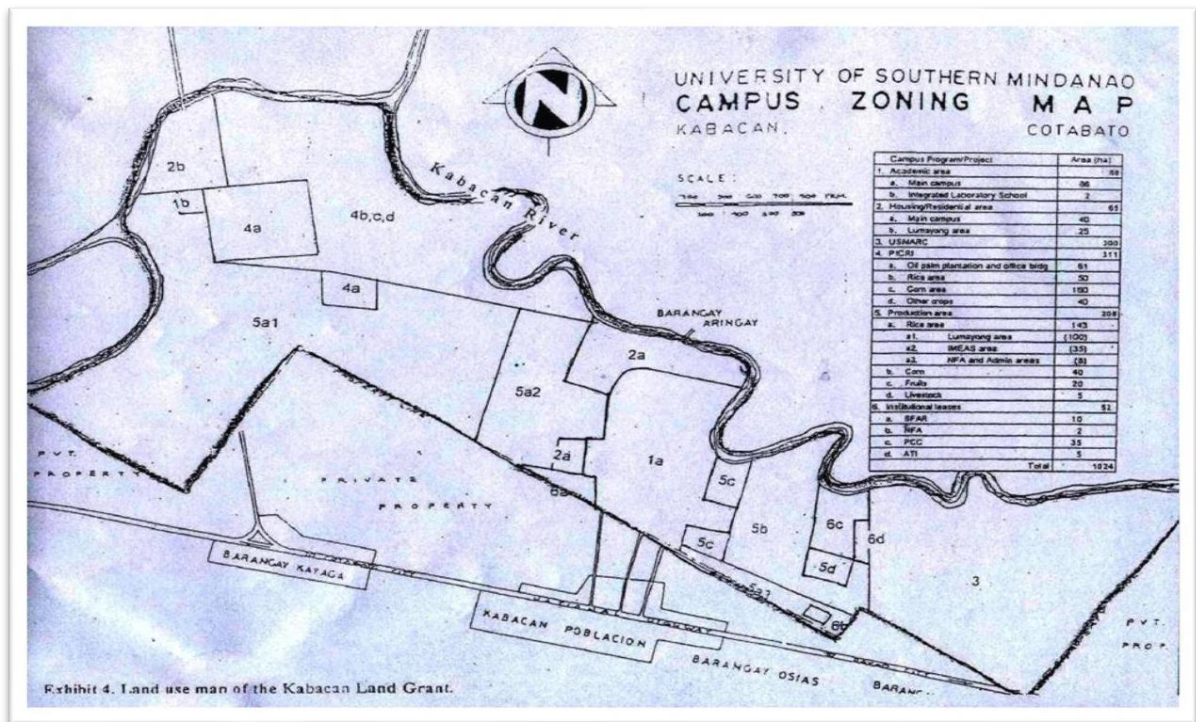 UNIVERSITY OF SOUTHERN MINDANAO
CAMPUS ZONING MAP
KABACAN. COTABATO
SCALE:
Campus Program/Project Area (ha)
1. Academic area 88
a. Main campus 86
b. Integrated Laboratory School 2
2. Housing/Residential area 65
a. Main campus 40
b. Lumayong area 25
3. USMARC 300
4. PICRI 311
a. Oil palm plantation and office bldg 61
b. Rice area 50
c. Corn area 160
d. Other crops 40
5. Production area 208
a. Rice area 143
a1. Lumayong area (100)
a2. IMEAS area (35)
a3. NFA and Admin areas (8)
b. Corn 40
c. Fruits 20
d. Livestock 5
6. Institutional leases 52
a. BFAR 10
b. NFA 2
c. PCC 35
d. ATI 5
Total 1024
N
2b
1b
4a
4b,c,d
Kabacan River
4a
5a1
BARANGAY
ARINGAY
2a
5a2
2a
1a
6a
5c
5b
5c
6c
6d
5d
5a3
6b
3
PVT.
PROPERTY
PRIVATE
PROPERTY
BARANGAY KATAGA
NATIONAL HIGHWAY
KABACAN POBLACION
BARANGAY OSIAS
BARAN
PVT.
PROP.
Exhibit 4. Land use map of the Kabacan Land Grant.